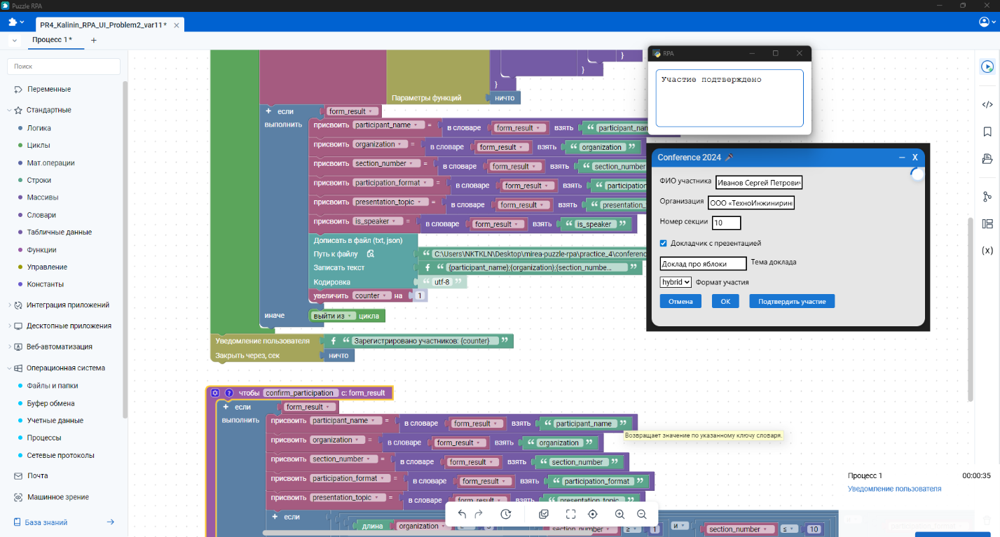 Puzzle RPA
PR4_Kalinin_RPA_UI_Problem2_var11*
Процесс 1*
Поиск
Переменные
Стандартные
Логика
Циклы
Мат.операции
Строки
Массивы
Словари
Табличные данные
Функции
Управление
Константы
Интеграция приложений
Десктопные приложения
Веб-автоматизация
Операционная система
Файлы и папки
Буфер обмена
Учетные данные
Процессы
Сетевые протоколы
Почта
Машинное зрение
База знаний
}
}
}
Параметры функций ничто
+ если form_result
выполнить присвоить participant_name = в словаре form_result взять “ participant_nam
присвоить organization = в словаре form_result взять “ organization ”
присвоить section_number = в словаре form_result взять “ section_number
присвоить participation_format = в словаре form_result взять “ participation
присвоить presentation_topic = в словаре form_result взять “ presentation_
присвоить is_speaker = в словаре form_result взять “ is_speaker ”
Дописать в файл (txt, json)
Путь к файлу “ C:\Users\NKTKLN\Desktop\mirea-puzzle-rpa\practice_4\conferenc
Записать текст f “ {participant_name};{organization};{section_numbe... ”
Кодировка “ utf-8 ”
увеличить counter на 1
иначе выйти из цикла
Уведомление пользователя f “ Зарегистрировано участников: {counter} ”
Закрыть через, сек ничто
? чтобы confirm_participation с: form_result
+ если form_result
выполнить присвоить participant_name = в словаре form_result взять “ participant_name ”
Возвращает значение по указанному ключу словаря.
присвоить organization = в словаре form_result взять “ organization ”
присвоить section_number = в словаре form_result взять “ section_number ”
присвоить participation_format = в словаре form_result взять “ participation_format ”
присвоить presentation_topic = в словаре form_result взять “ presentation_topic ”
+ если
длина organization section_number ≥ 1 и section_number ≤ 10
RPA
Участие подтверждено
Conference 2024
ФИО участника Иванов Сергей Петрович
Организация ООО «ТехноИнжинирин
Номер секции 10
Докладчик с презентацией
Доклад про яблоки Тема доклада
hybrid Формат участия
Отмена OK Подтвердить участие
Процесс 1 00:00:35
Уведомление пользователя